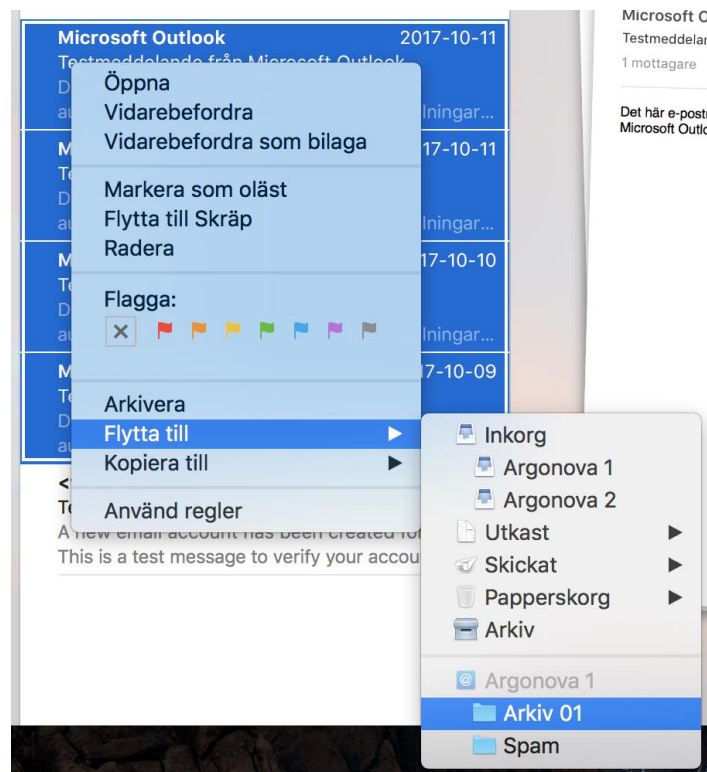 Microsoft Outlook 2017-10-11
Testmeddelande från Microsoft Outlook
Öppna
Vidarebefordra
Vidarebefordra som bilaga
Markera som oläst
Flytta till Skräp
Radera
Flagga:
Arkivera
Flytta till
Kopiera till
Använd regler
lningar...
17-10-11
lningar...
17-10-10
lningar...
7-10-09
A new email account has been created for
This is a test message to verify your accou
Inkorg
Argonova 1
Argonova 2
Utkast
Skickat
Papperskorg
Arkiv
Argonova 1
Arkiv 01
Spam
Microsoft O
Testmeddelan
1 mottagare
Det här e-postm
Microsoft Outlo